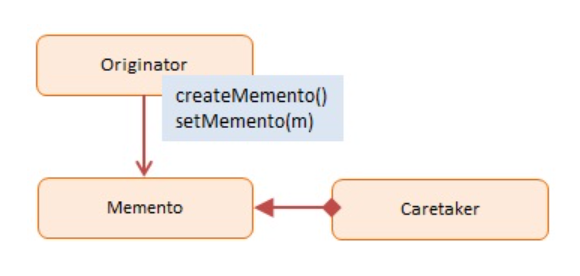 Originator
createMemento()
setMemento(m)
Memento
Caretaker